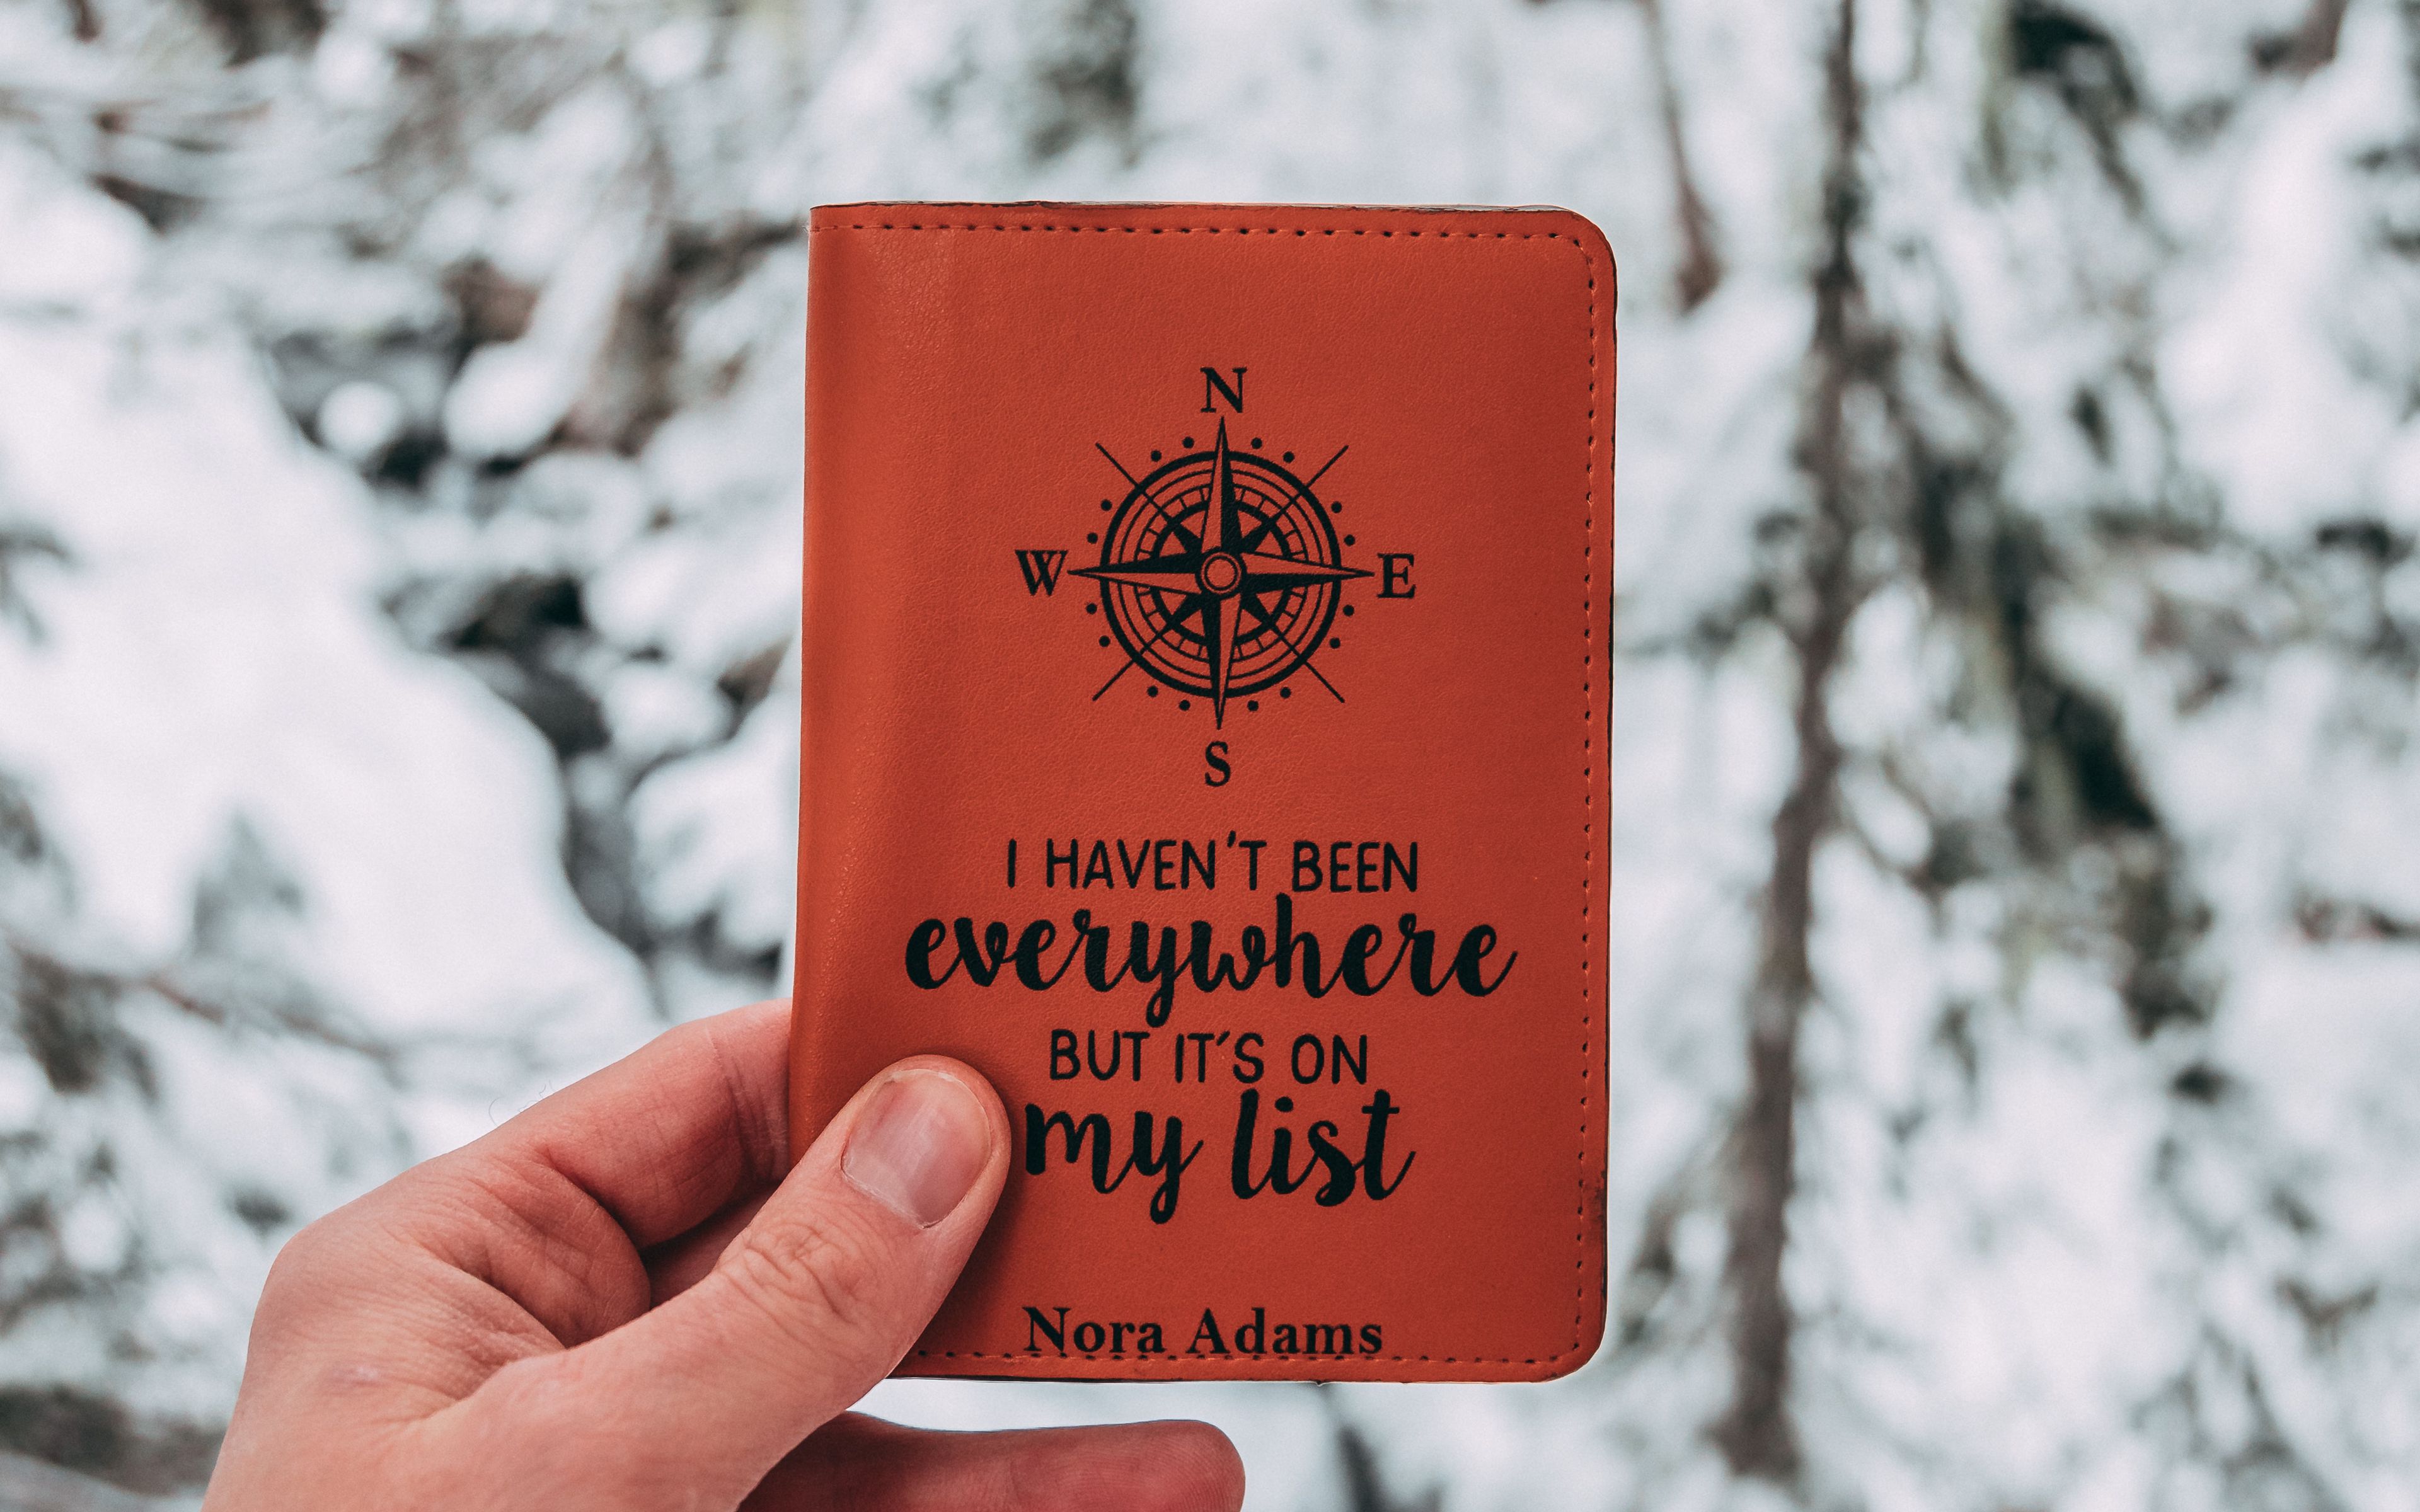 N
W E
S
I HAVEN'T BEEN
everywhere
BUT IT'S ON
my list
Nora Adams